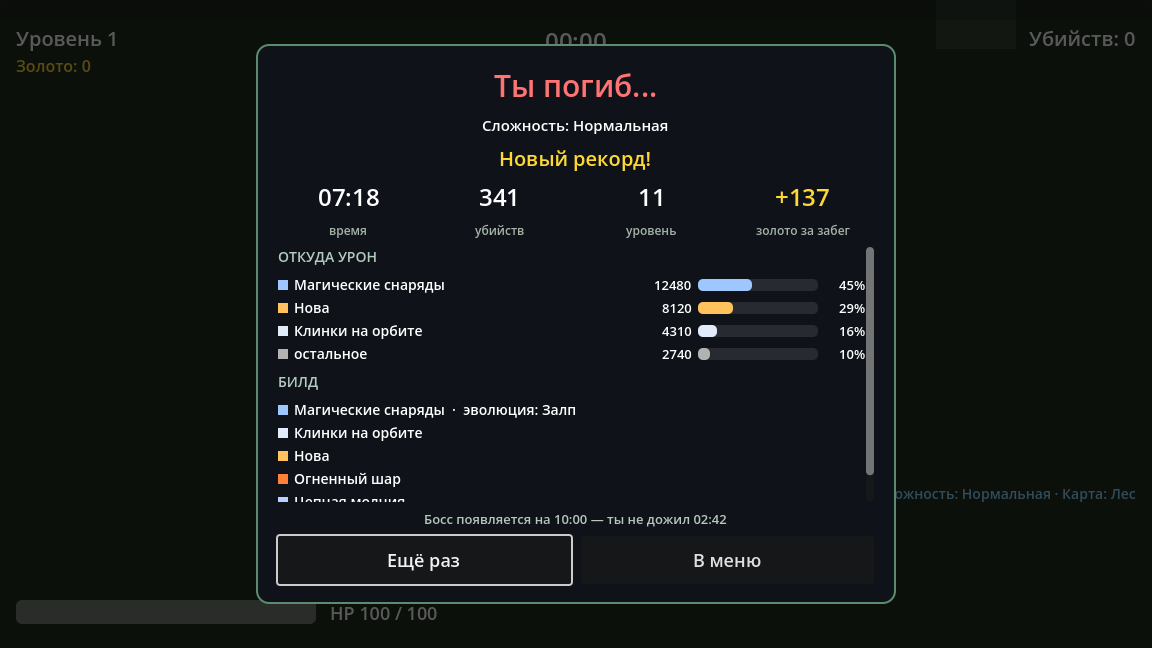 Уровень 1
00:00
Убийств: 0
Золото: 0
Ты погиб...
Сложность: Нормальная
Новый рекорд!
07:18 341 11 +137
время убийств уровень золото за забег
ОТКУДА УРОН
Магические снаряды 12480 45%
Нова 8120 29%
Клинки на орбите 4310 16%
остальное 2740 10%
БИЛД
Магические снаряды · эволюция: Залп
Клинки на орбите
Нова
Огненный шар
Цепная молния
ожность: Нормальная · Карта: Лес
Босс появляется на 10:00 — ты не дожил 02:42
Ещё раз В меню
HP 100 / 100